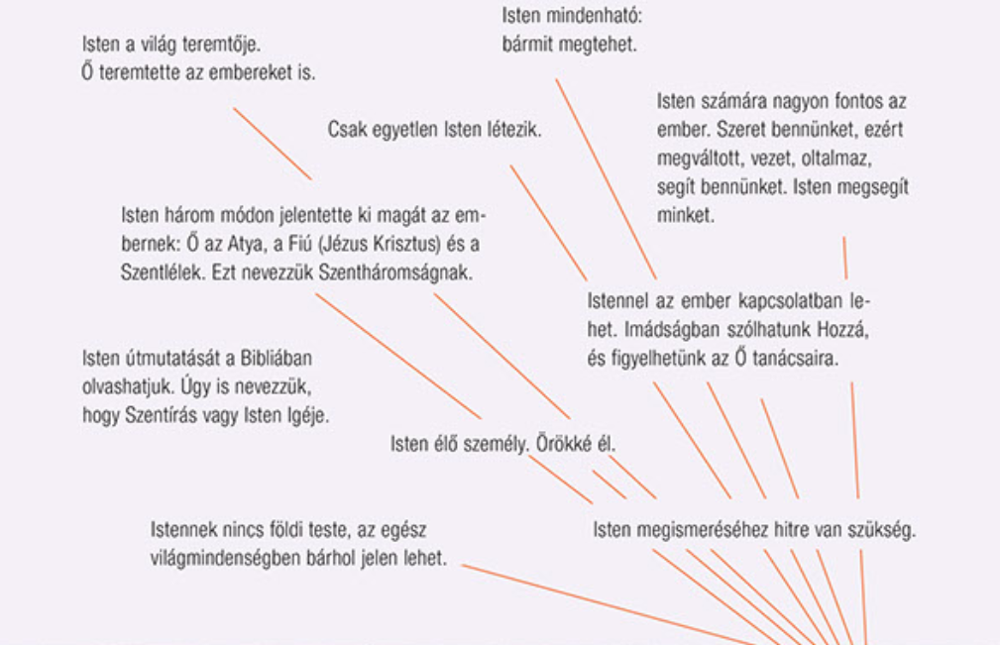 Isten mindenható:
bármit megtehet.
Isten a világ teremtője.
Ő teremtette az embereket is.
Isten számára nagyon fontos az
ember. Szeret bennünket, ezért
megváltott, vezet, oltalmaz,
segít bennünket. Isten megsegít
minket.
Csak egyetlen Isten létezik.
Isten három módon jelentette ki magát az em-
bernek: Ő az Atya, a Fiú (Jézus Krisztus) és a
Szentlélek. Ezt nevezzük Szentháromságnak.
Istennel az ember kapcsolatban le-
het. Imádságban szólhatunk Hozzá,
és figyelhetünk az Ő tanácsaira.
Isten útmutatását a Bibliában
olvashatjuk. Úgy is nevezzük,
hogy Szentírás vagy Isten Igéje.
Isten élő személy. Örökké él.
Istennek nincs földi teste, az egész
világmindenségben bárhol jelen lehet.
Isten megismeréséhez hitre van szükség.